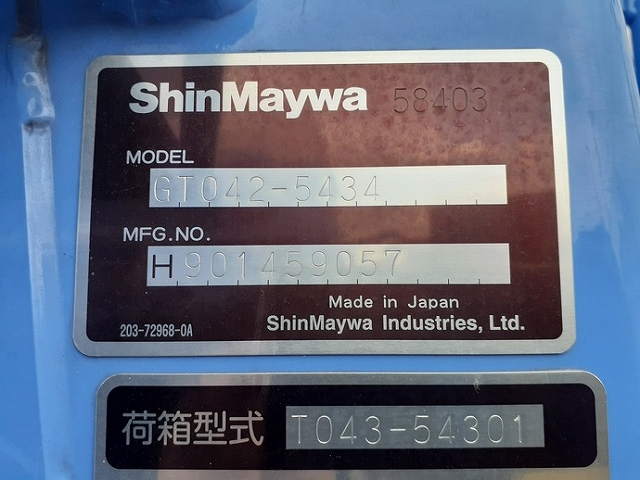 ShinMaywa 58403
MODEL
GT042-5434
MFG.NO.
H901459057
Made in Japan
203-72968-0A ShinMaywa Industries, Ltd.
荷箱型式 T043-54301